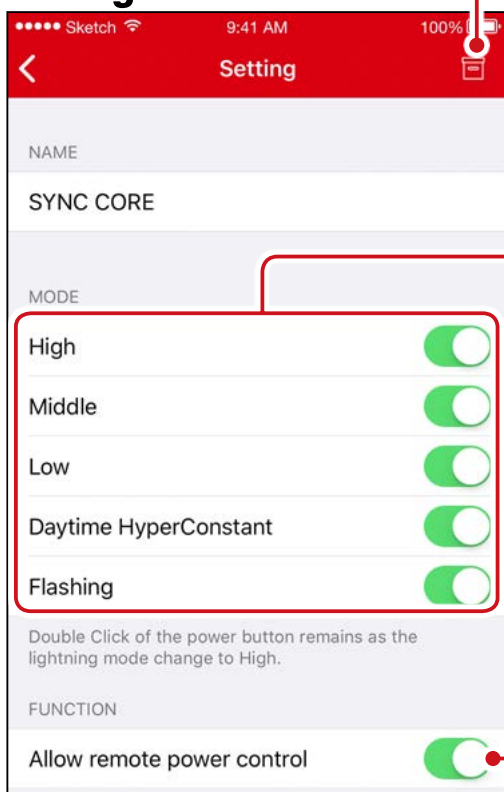 Sketch 9:41 AM 100%
Setting
NAME
SYNC CORE
MODE
High
Middle
Low
Daytime HyperConstant
Flashing
Double Click of the power button remains as the
lightning mode change to High.
FUNCTION
Allow remote power control